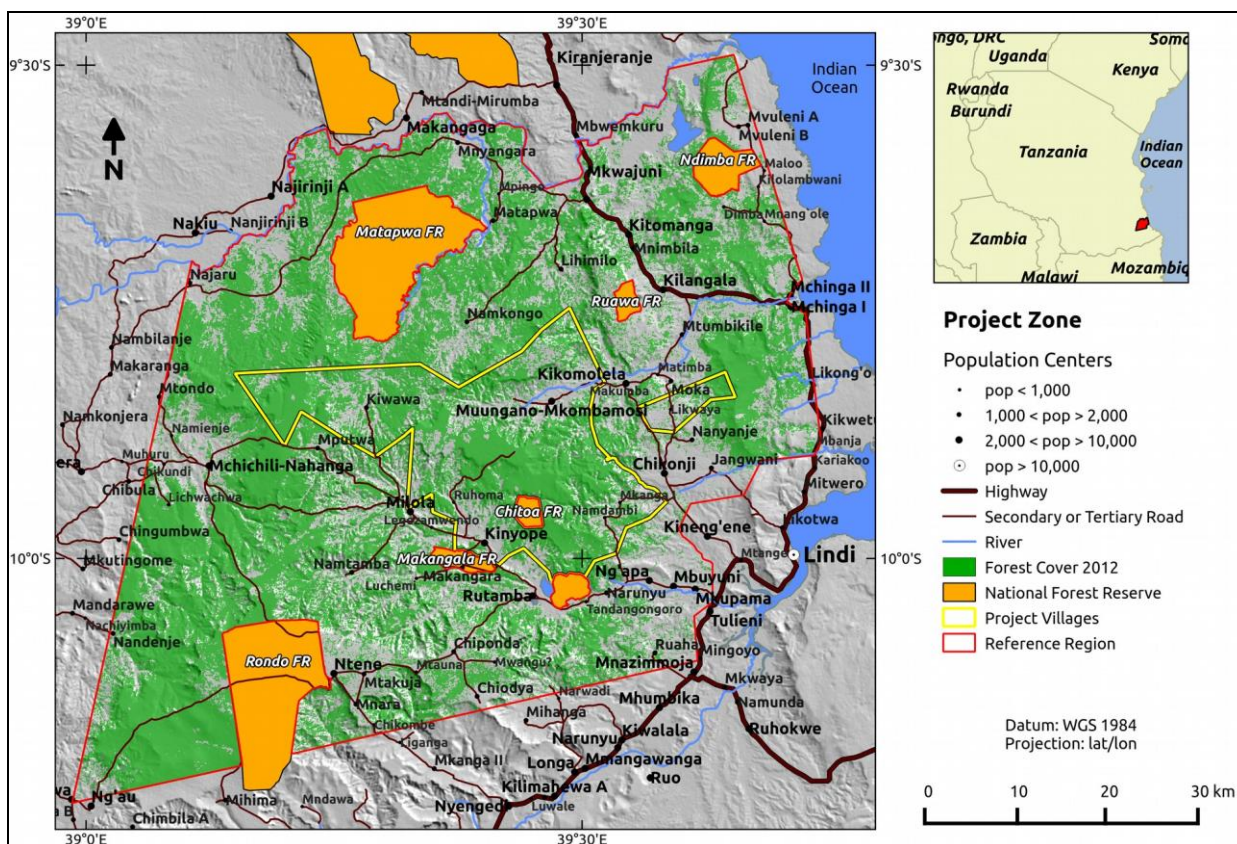 39°0'E
39°30'E
9°30'S
9°30'S
Kiranjeranje
Indian
Ocean
Mtandi-Mirumba
Makangaga
Mbwemkuru
Mvuleni A
Mvuleni B
Mnyangara
Ndimba FR
Maloo
Kilolambwani
N
Najirinji A
Mpingo
Mkwajuni
Nakiu
Nanjirinji B
Matapwa
Dimba
Mnang'ole
Matapwa FR
Kitomanga
Mnimbila
Lihimilo
Najaru
Kilangala
Ruawa FR
Mchinga II
Mchinga I
Namkongo
Mtumbikile
Nambilanje
Makaranga
Mtondo
Kikomolela
Matimba
Likong'o
Makumba
Moka
Kiwawa
Muungano-Mkombamosi
Likwaya
Namkonjera
Kikwetu
Namienje
Mputwa
Nanyanje
Mbanja
Muhuru
Mchichili-Nahanga
Chikonji
Jangwani
Kariakoo
Chikundi
Chibula
Ruhoma
Mitwero
Lichwachwa
Milola
Chitoa FR
Mkanga I
Legezamwendo
Namdambi
Chingumbwa
Kinyope
Kineng'ene
10°0'S
10°0'S
Mtange
Lindi
Mkutingome
Makangala FR
Namtamba
Luchemi
Makangara
Ng'apa
Mbuyuni
Mandarawe
Rutamba
Narunyu
Mkupama
Nachiyimba
Tandangongoro
Tulieni
Nandenje
Chiponda
Ruaha
Mingoyo
Rondo FR
Ntene
Mtauna
Mwangu?
Mnazimmoja
Mtakuja
Mkwaya
Mnara
Chiodya
Narwadi
Mhumbika
Namunda
Chikombe
Mihanga
Ruhokwe
Liganga
Narunyu
Kiwalala
Mkanga II
Longa
Mmangawanga
Ruo
Kilimahewa A
Ng'au
Mihima
Mndawa
Nyengedi
Luwale
Chimbila A
39°0'E
39°30'E
ngo, DRC
Uganda
Kenya
Rwanda
Burundi
Tanzania
Indian
Ocean
Zambia
Malawi
Mozambiq
Project Zone
Population Centers
pop < 1,000
1,000 < pop > 2,000
2,000 < pop > 10,000
pop > 10,000
Highway
Secondary or Tertiary Road
River
Forest Cover 2012
National Forest Reserve
Project Villages
Reference Region
Datum: WGS 1984
Projection: lat/lon
0 10 20 30 km